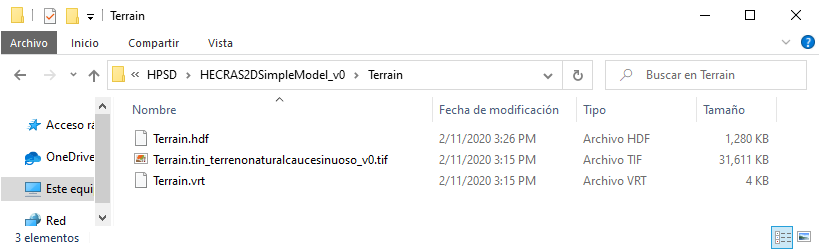 Terrain
Archivo Inicio Compartir Vista
« HPSD > HECRAS2DSimpleModel_v0 > Terrain Buscar en Terrain
Nombre Fecha de modificación Tipo Tamaño
Acceso rá Terrain.hdf 2/11/2020 3:26 PM Archivo HDF 1,280 KB
OneDrive Terrain.tin_terrenonaturalcaucesinuoso_v0.tif 2/11/2020 3:15 PM Archivo TIF 31,611 KB
Este equi Terrain.vrt 2/11/2020 3:15 PM Archivo VRT 4 KB
Red
3 elementos